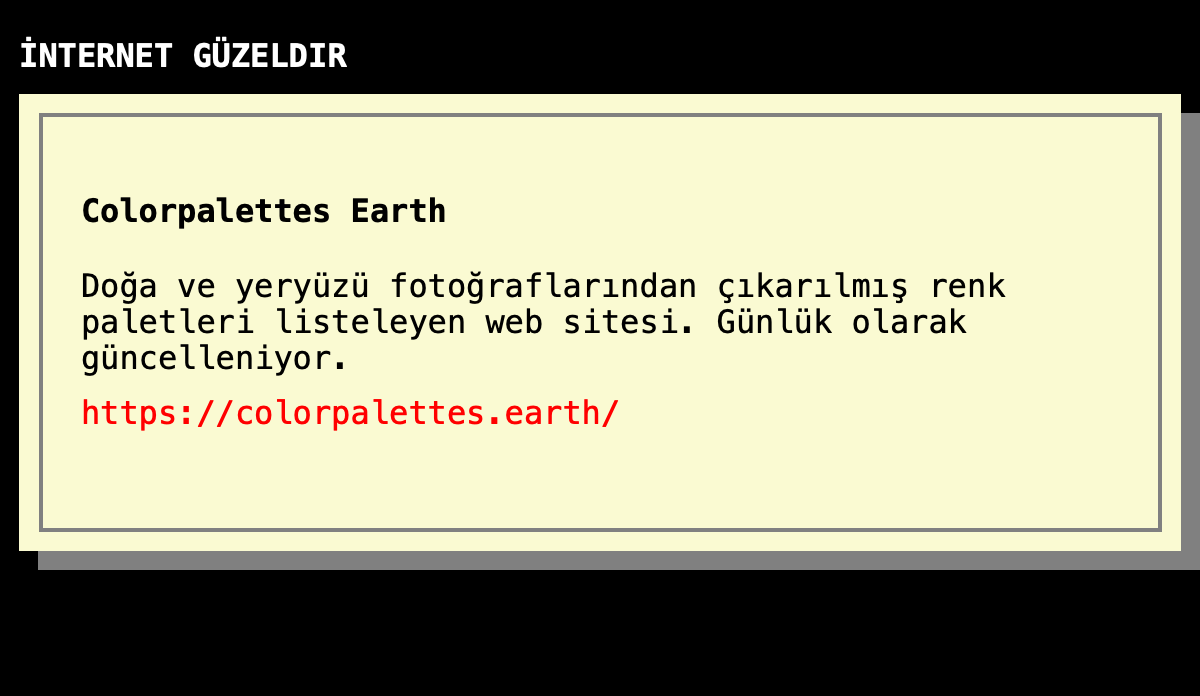 İNTERNET GÜZELDIR
Colorpalettes Earth
Doğa ve yeryüzü fotoğraflarından çıkarılmış renk
paletleri listeleyen web sitesi. Günlük olarak
güncelleniyor.
https://colorpalettes.earth/